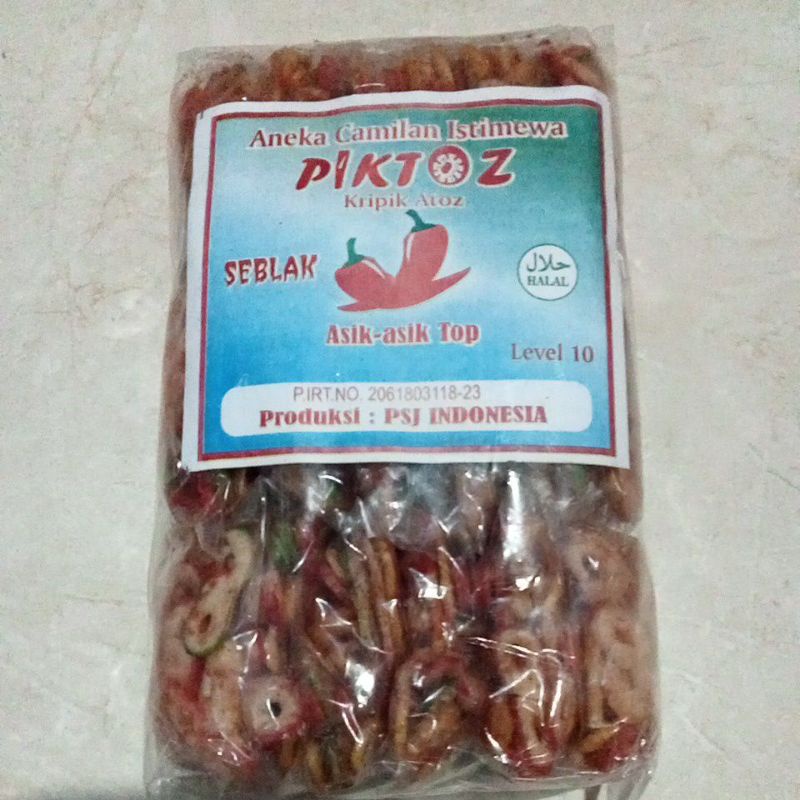 Aneka Camilan Istimewa
PIKTOZ
Kripik Atoz
SEBLAK
حلال
HALAL
Asik-asik Top
Level 10
P.IRT.NO. 2061803118-23
Produksi : PSJ INDONESIA